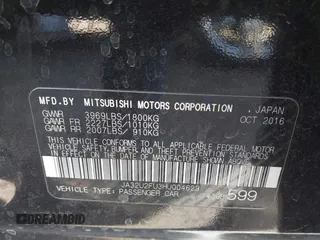 MFD.BY MITSUBISHI MOTORS CORPORATION, JAPAN
GVWR 3969LBS/1800KG OCT 2016
GAWR FR 2227LBS/1010KG
GAWR RR 2007LBS/ 910KG
THIS VEHICLE CONFORMS TO ALL APPLICABLE FEDERAL MOTOR
VEHICLE SAFETY, BUMPER, AND THEFT PREVENTION STANDARDS
IN EFFECT ON THE DATE OF MANUFACTURE SHOWN ABOVE.
JA32U2FU3HU004629
TYPE: PASSENGER CAR 599
DREAMBID